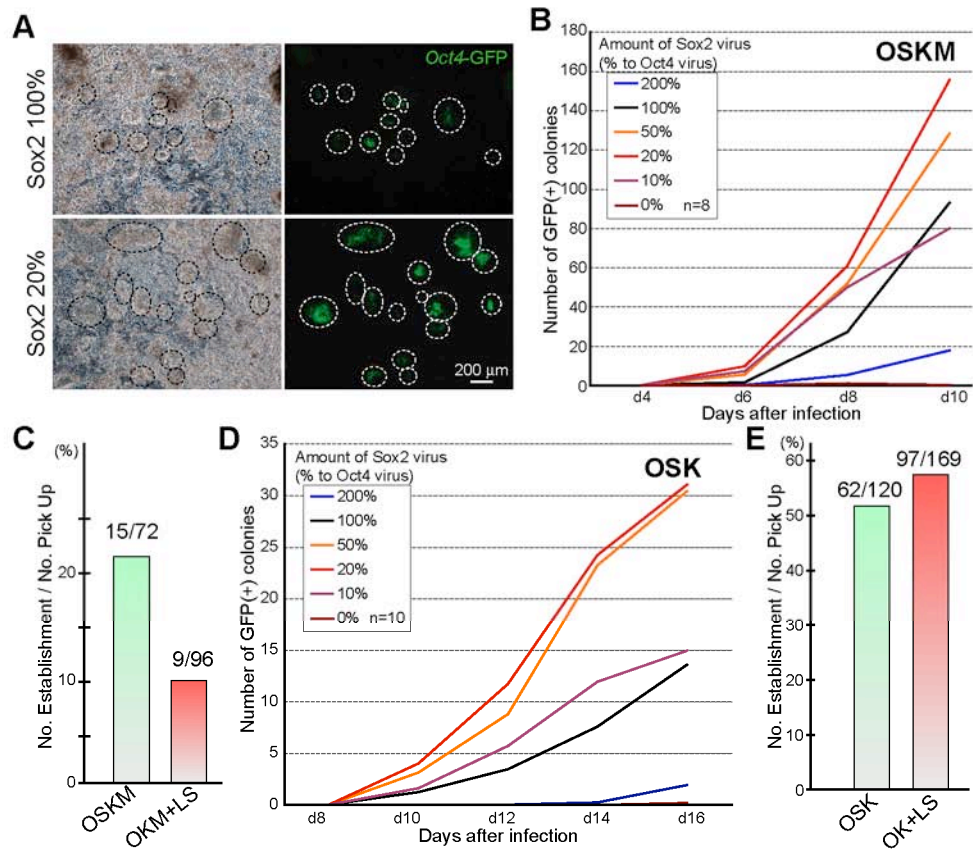 A
Sox2 100%
Oct4-GFP
Sox2 20%
200 µm
B
180
160
140
120
100
80
60
40
20
0
Number of GFP(+) colonies
Amount of Sox2 virus
(% to Oct4 virus)
OSKM
200%
100%
50%
20%
10%
0% n=8
d4 d6 d8 d10
Days after infection
C
(%)
20
10
0
No. Establishment / No. Pick Up
15/72
9/96
OSKM
OKM+LS
D
35
30
25
20
15
10
5
0
Number of GFP(+) colonies
Amount of Sox2 virus
(% to Oct4 virus)
OSK
200%
100%
50%
20%
10%
0% n=10
d8 d10 d12 d14 d16
Days after infection
E
(%)
60
50
40
30
20
10
0
No. Establishment / No. Pick Up
62/120
97/169
OSK
OK+LS